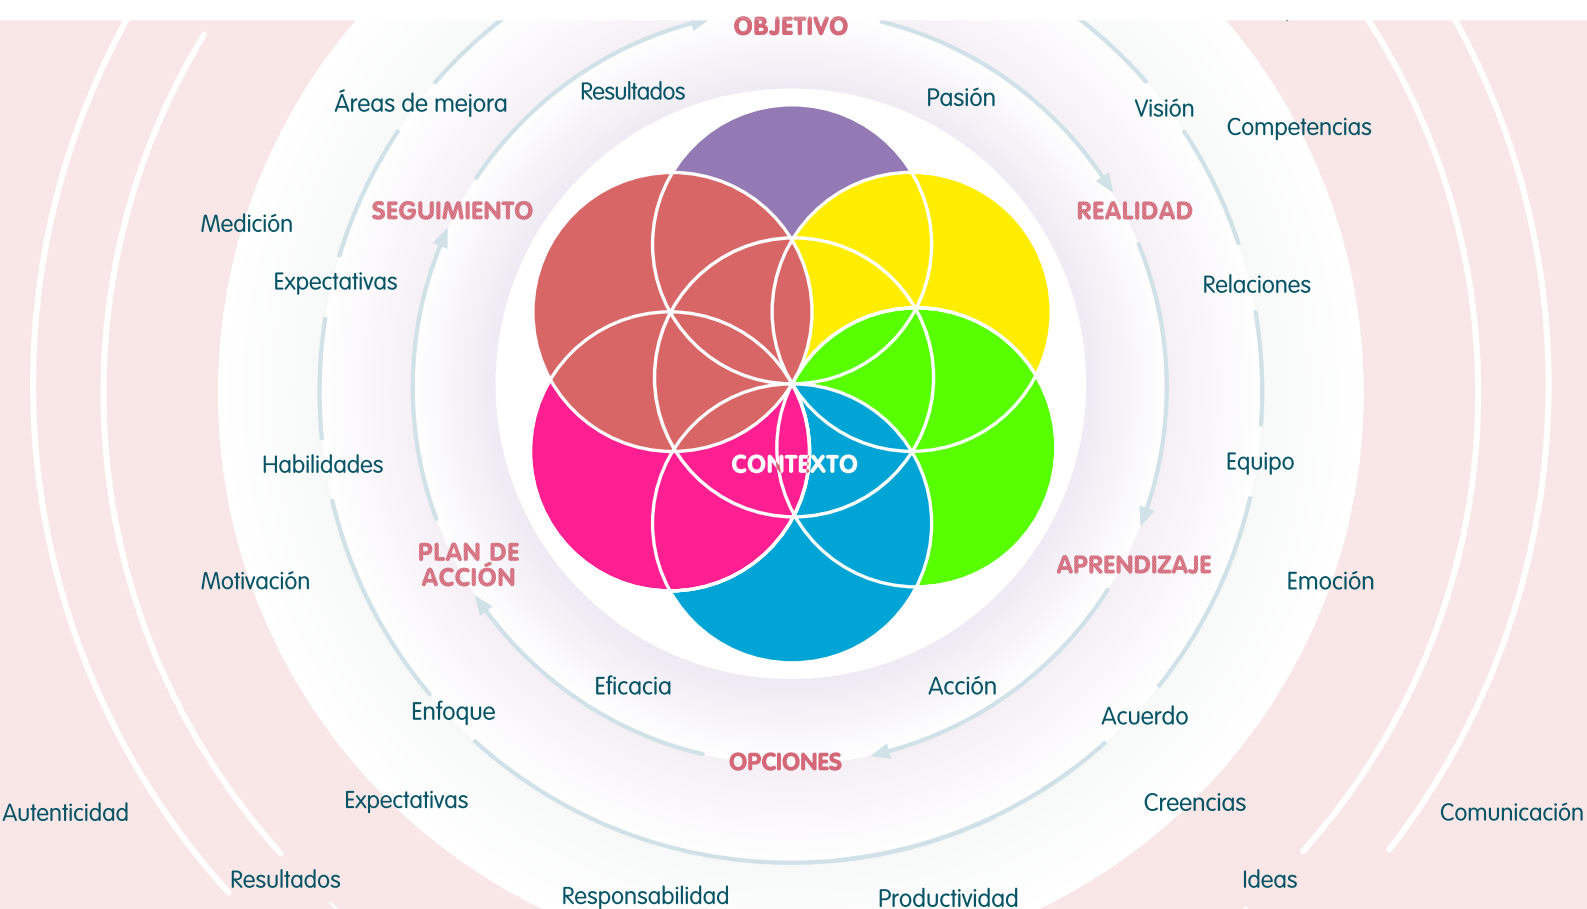 OBJETIVO
Resultados
Pasión
Áreas de mejora
Visión
Competencias
SEGUIMIENTO
REALIDAD
Medición
Expectativas
Relaciones
CONTEXTO
Habilidades
Equipo
PLAN DE
ACCIÓN
APRENDIZAJE
Motivación
Emoción
Eficacia
Acción
Enfoque
Acuerdo
OPCIONES
Expectativas
Creencias
Autenticidad
Comunicación
Resultados
Ideas
Responsabilidad
Productividad